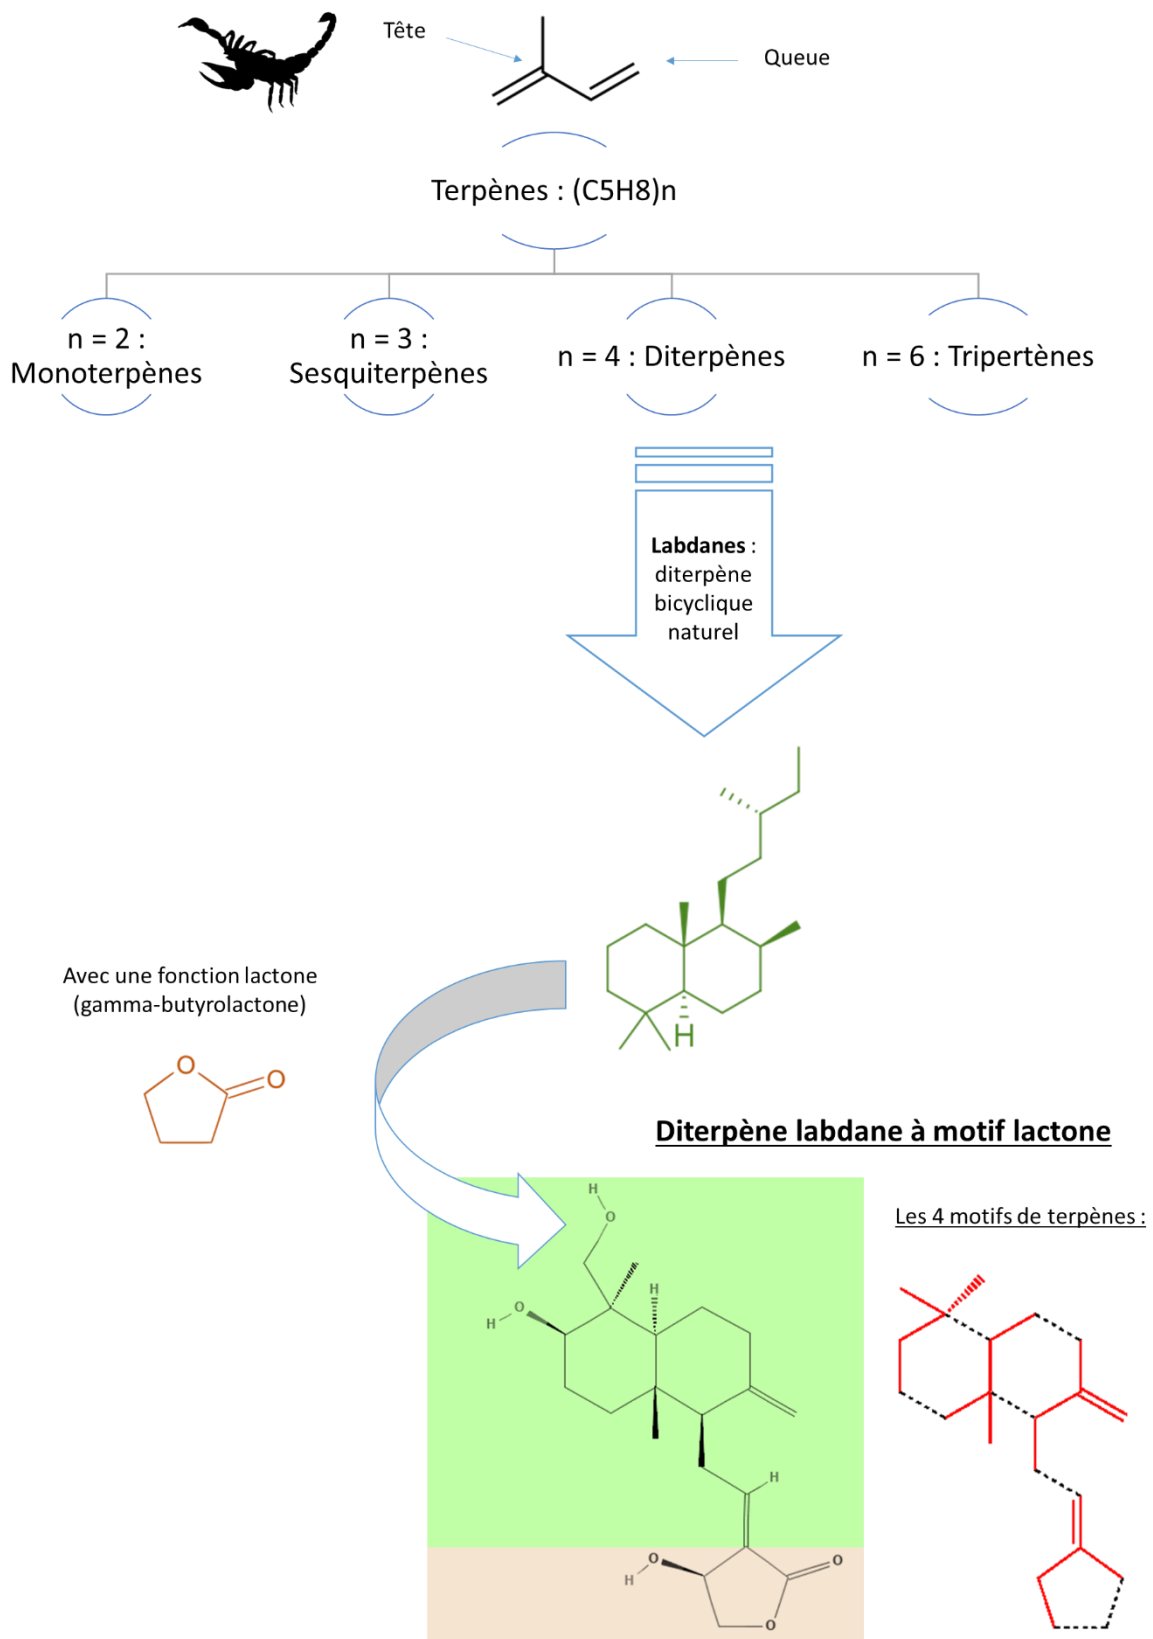 Tête
Queue
Terpènes : (C5H8)n
n = 2 :
Monoterpènes
n = 3 :
Sesquiterpènes
n = 4 : Diterpènes
n = 6 : Tripertènes
Labdanes :
diterpène
bicyclique
naturel
H
Avec une fonction lactone
(gamma-butyrolactone)
O
O
Diterpène labdane à motif lactone
Les 4 motifs de terpènes :
H
O
H
O
H
H
O
H
O
O